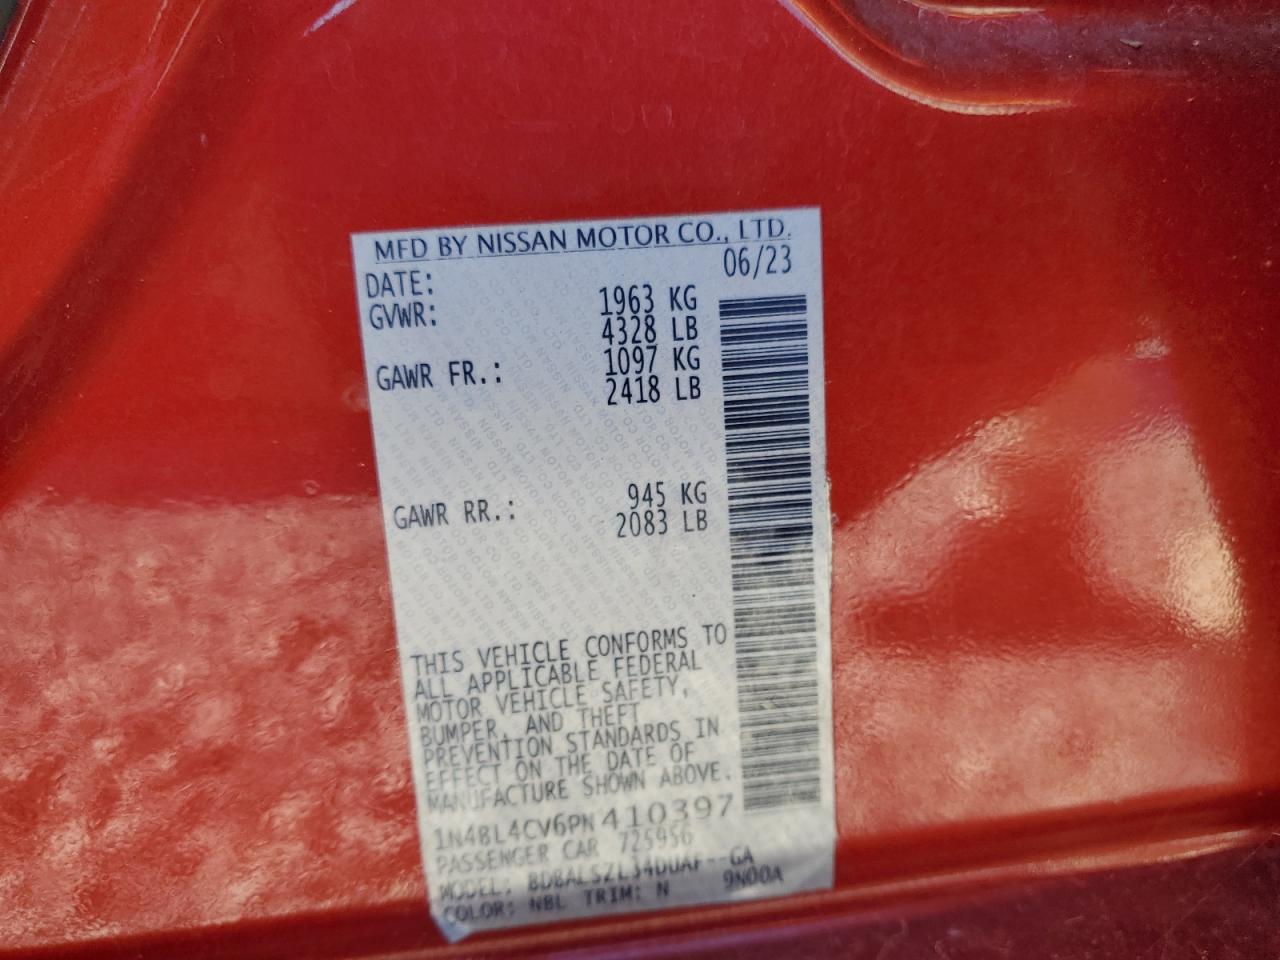 MFD BY NISSAN MOTOR CO., LTD.
DATE: 06/23
GVWR: 1963 KG
4328 LB
GAWR FR.: 1097 KG
2418 LB
GAWR RR.: 945 KG
2083 LB
THIS VEHICLE CONFORMS TO
ALL APPLICABLE FEDERAL
MOTOR VEHICLE SAFETY,
BUMPER, AND THEFT
PREVENTION STANDARDS IN
EFFECT ON THE DATE OF
MANUFACTURE SHOWN ABOVE.
1N4BL4CV6PN410397
PASSENGER CAR 725956
MODEL:
COLOR: NBL TRIM: N 9N00A